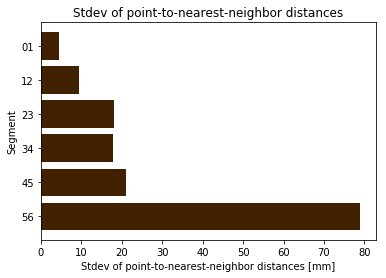 Stdev of point-to-nearest-neighbor distances
Segment
01
12
23
34
45
56
0 10 20 30 40 50 60 70 80
Stdev of point-to-nearest-neighbor distances [mm]